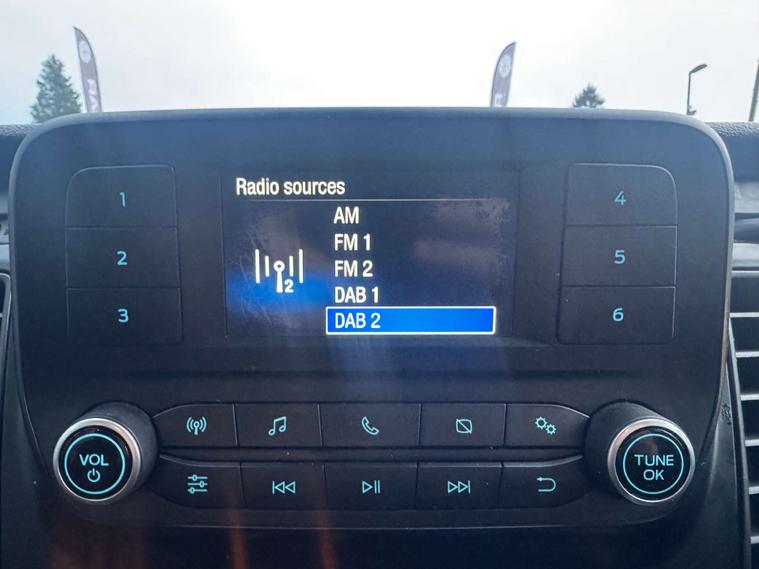 Radio sources
AM
FM 1
FM 2
DAB 1
DAB 2
2
1
2
3
4
5
6
VOL
TUNE
OK